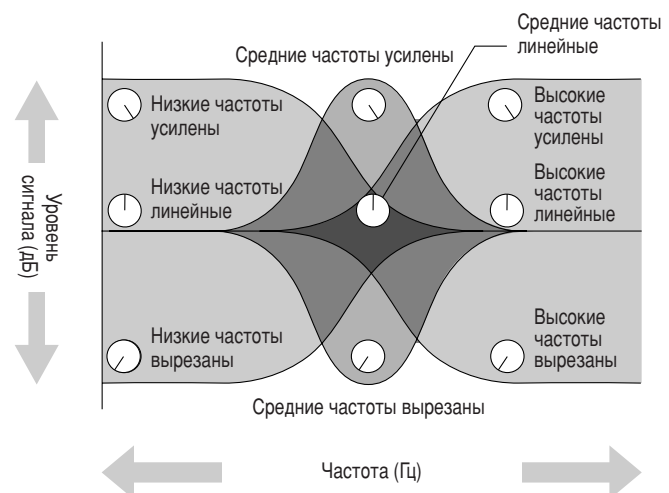 Средние частоты
линейные
Средние частоты усилены
Низкие частоты
усилены
Высокие
частоты
усилены
Низкие частоты
линейные
Высокие
частоты
линейные
Уровень
сигнала (дБ)
Низкие частоты
вырезаны
Высокие
частоты
вырезаны
Средние частоты вырезаны
Частота (Гц)